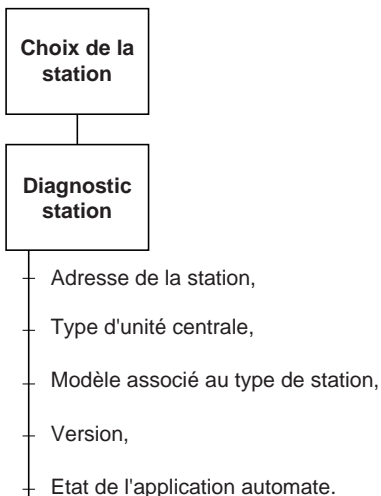 Choix de la
station
Diagnostic
station
Adresse de la station,
Type d'unité centrale,
Modèle associé au type de station,
Version,
Etat de l'application automate.